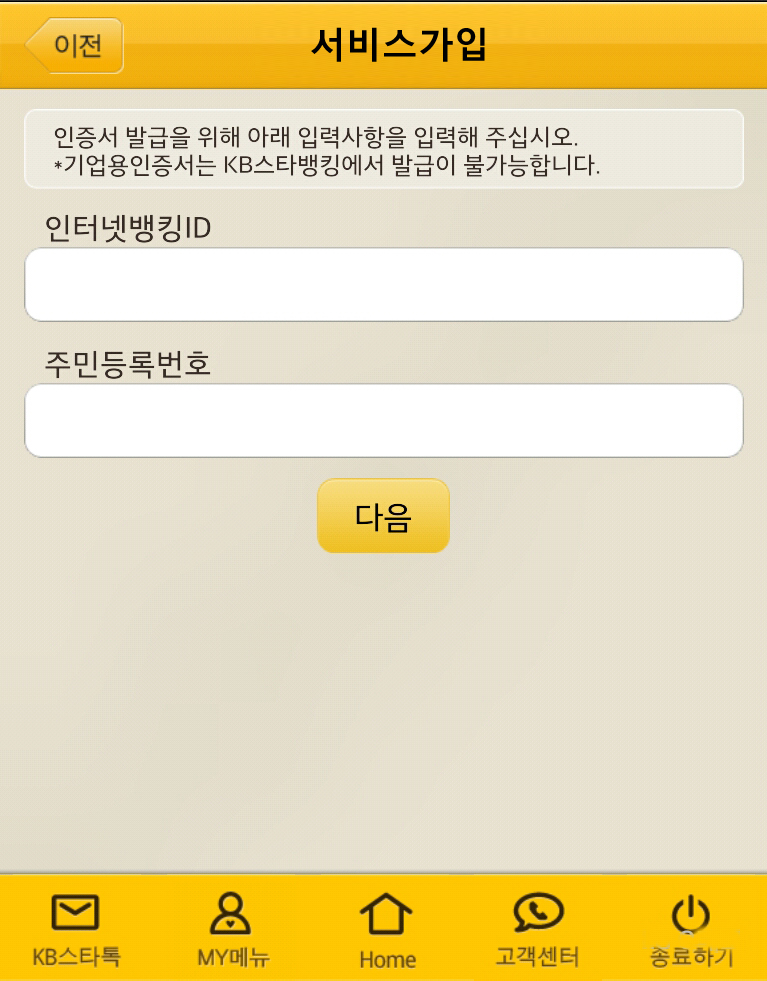 이전
서비스가입
인증서 발급을 위해 아래 입력사항을 입력해 주십시오.
*기업용인증서는 KB스타뱅킹에서 발급이 불가능합니다.
인터넷뱅킹ID
주민등록번호
다음
KB스타톡
MY메뉴
Home
고객센터
종료하기